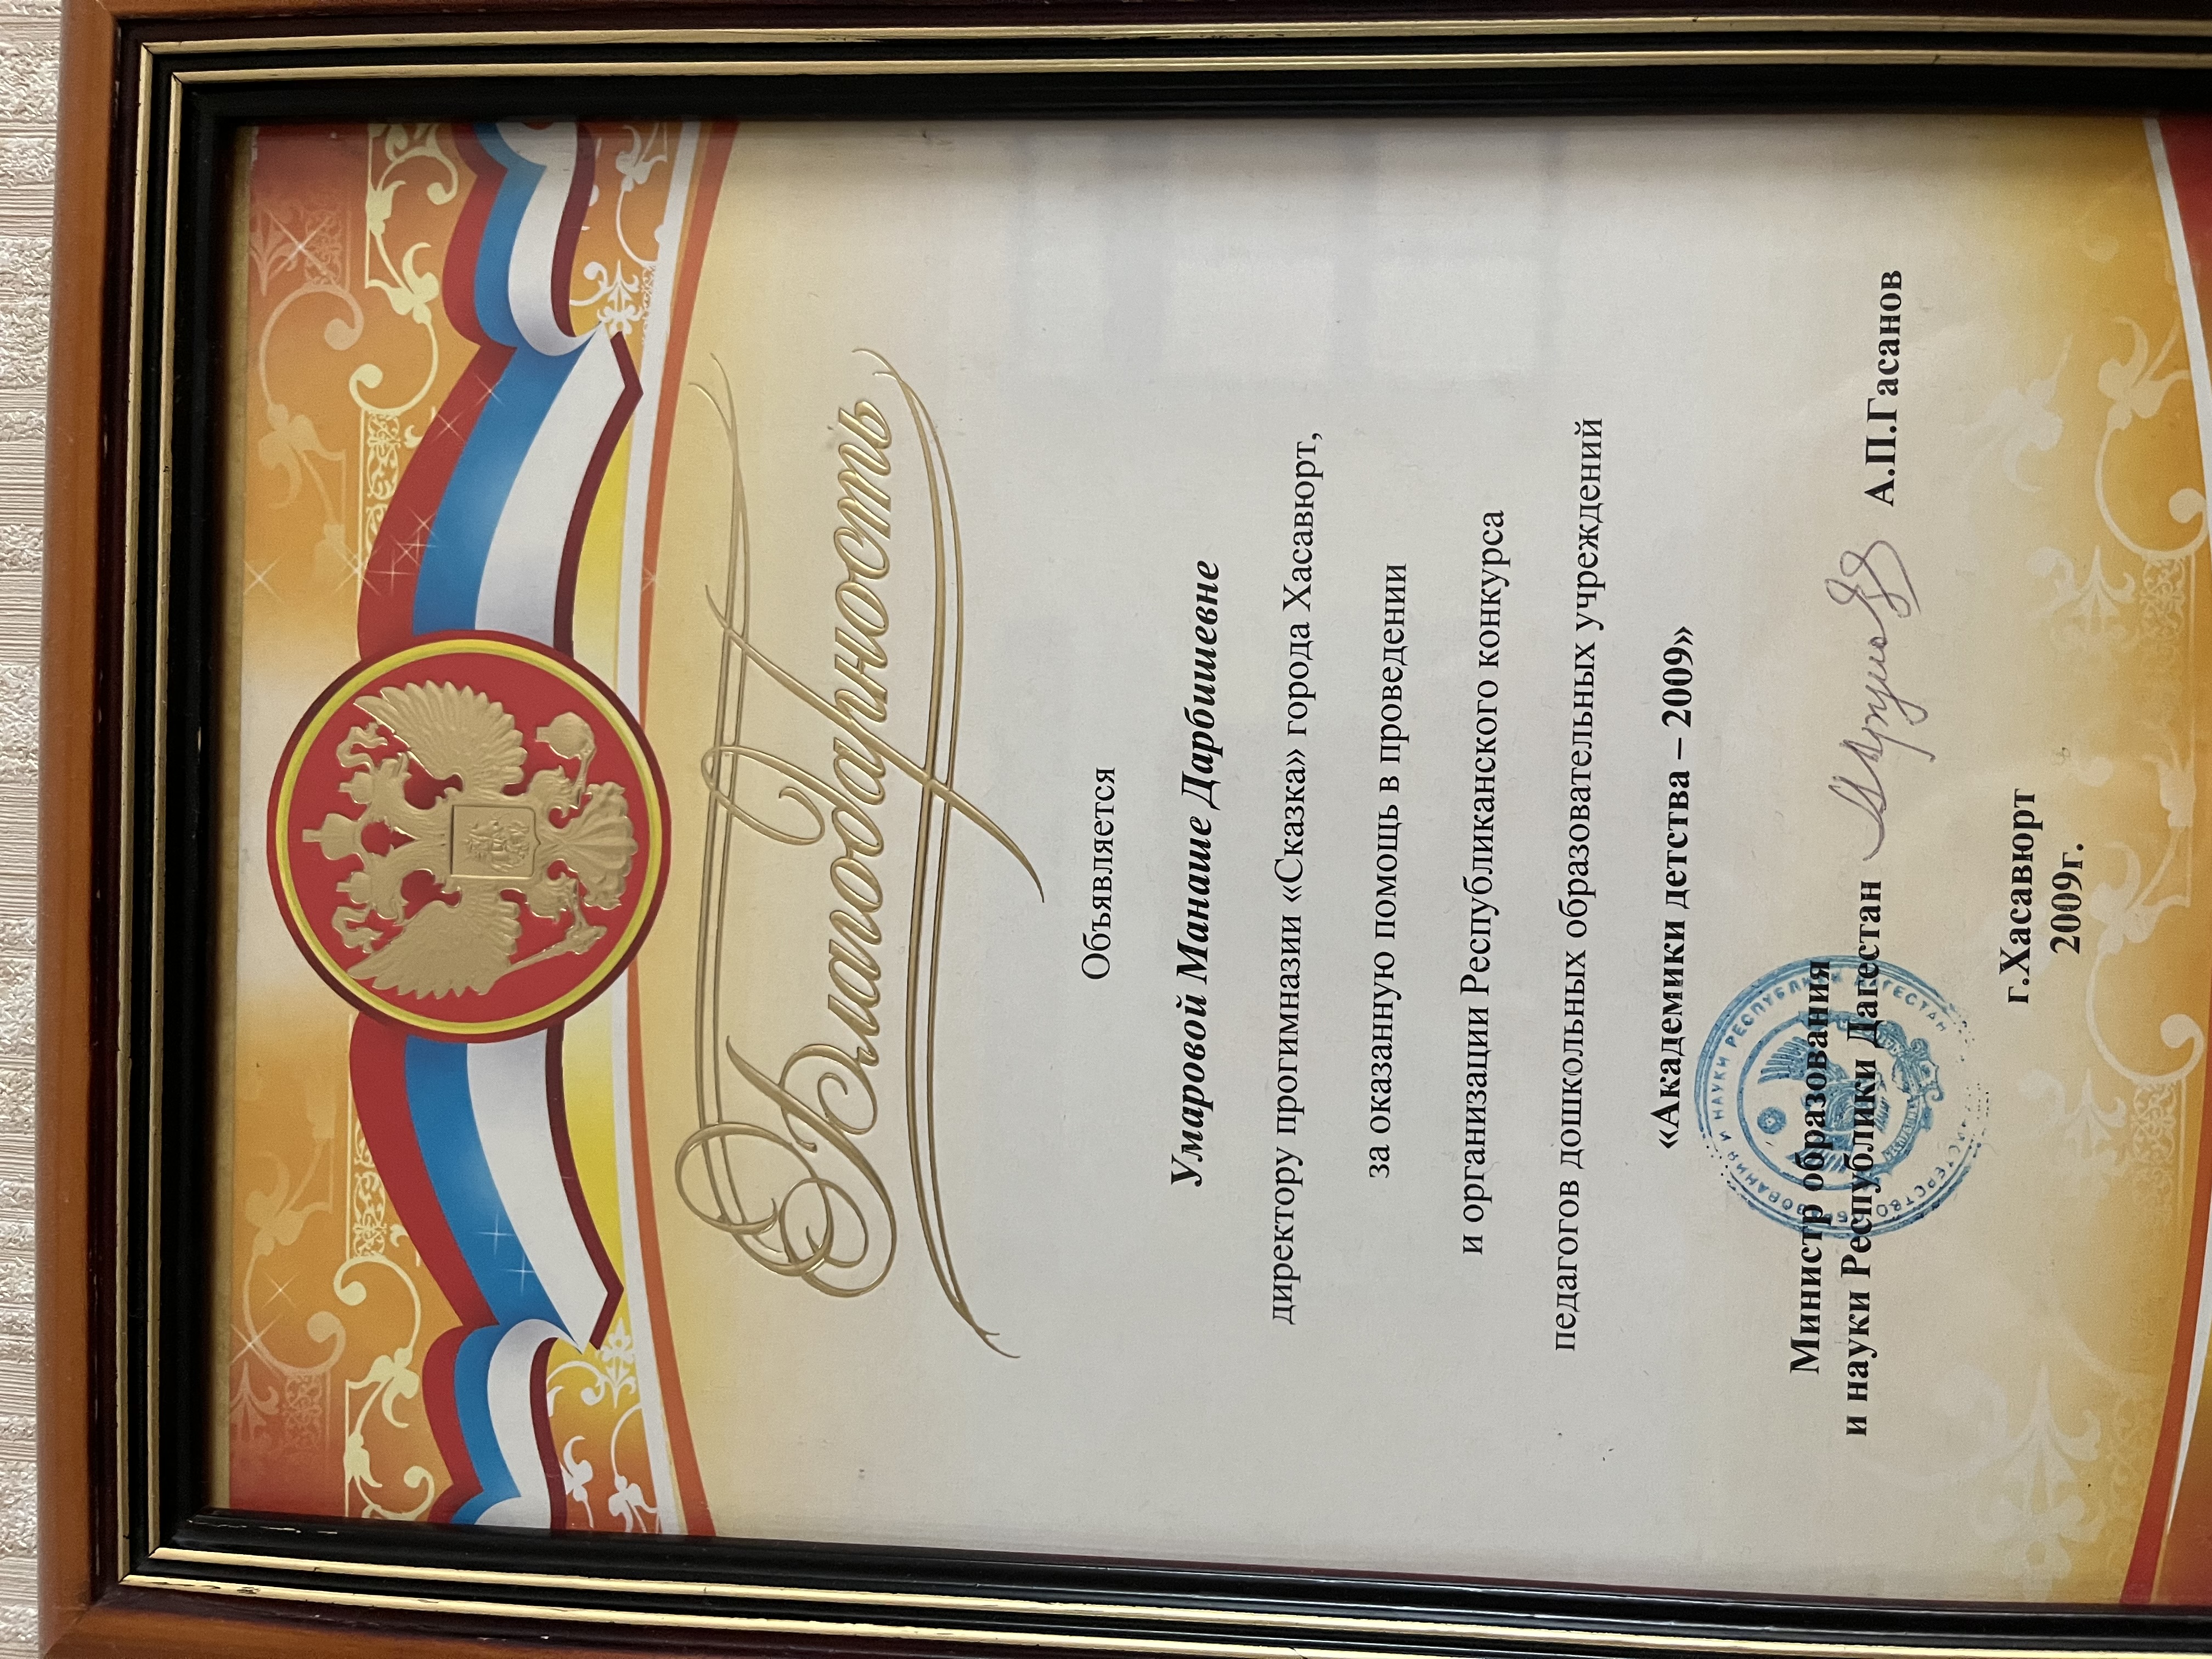 Благодарность
Объявляется
Умаровой Манаше Дарбишевне
директору прогимназии «Сказка» города Хасавюрт,
за оказанную помощь в проведении
и организации Республиканского конкурса
педагогов дошкольных образовательных учреждений
«Академики детства – 2009»
Министр образования
и науки Республики Дагестан А.П.Гасанов
г.Хасавюрт
2009г.